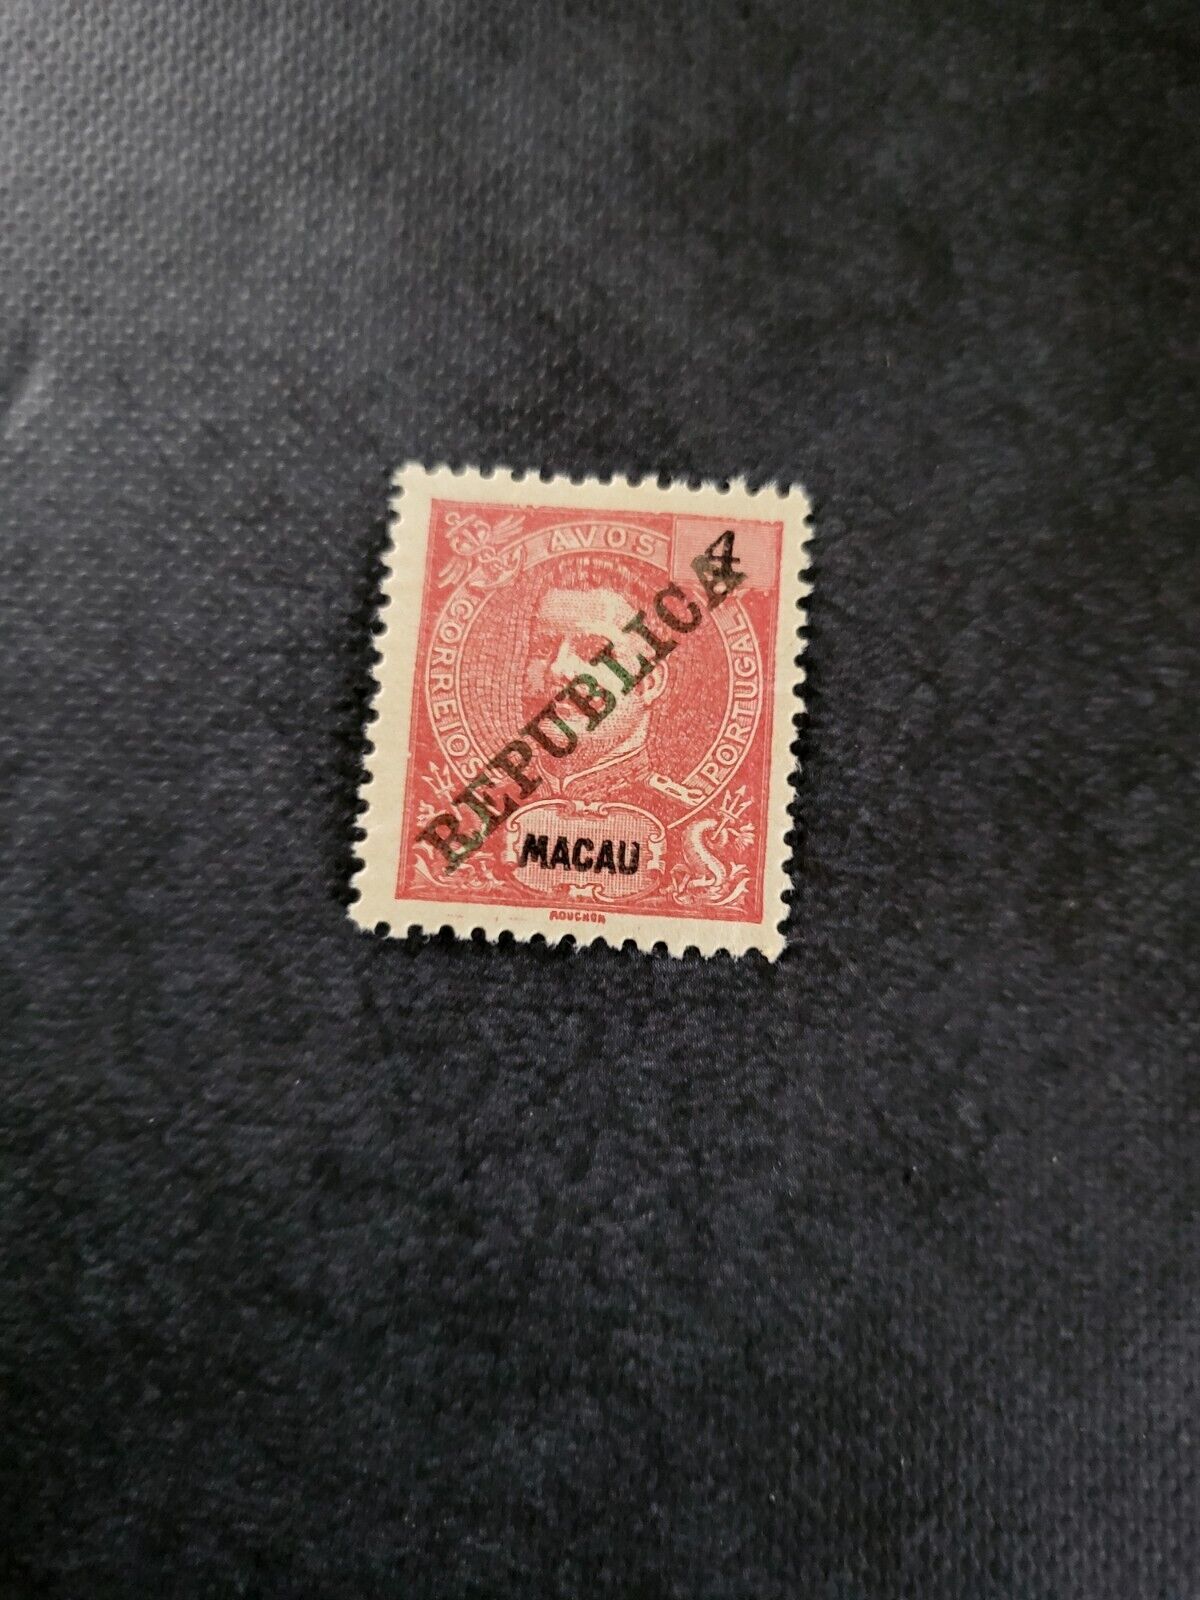 AVOS
4
CORREIOS
PORTUGAL
REPUBLICA
MACAU
MOUCHON